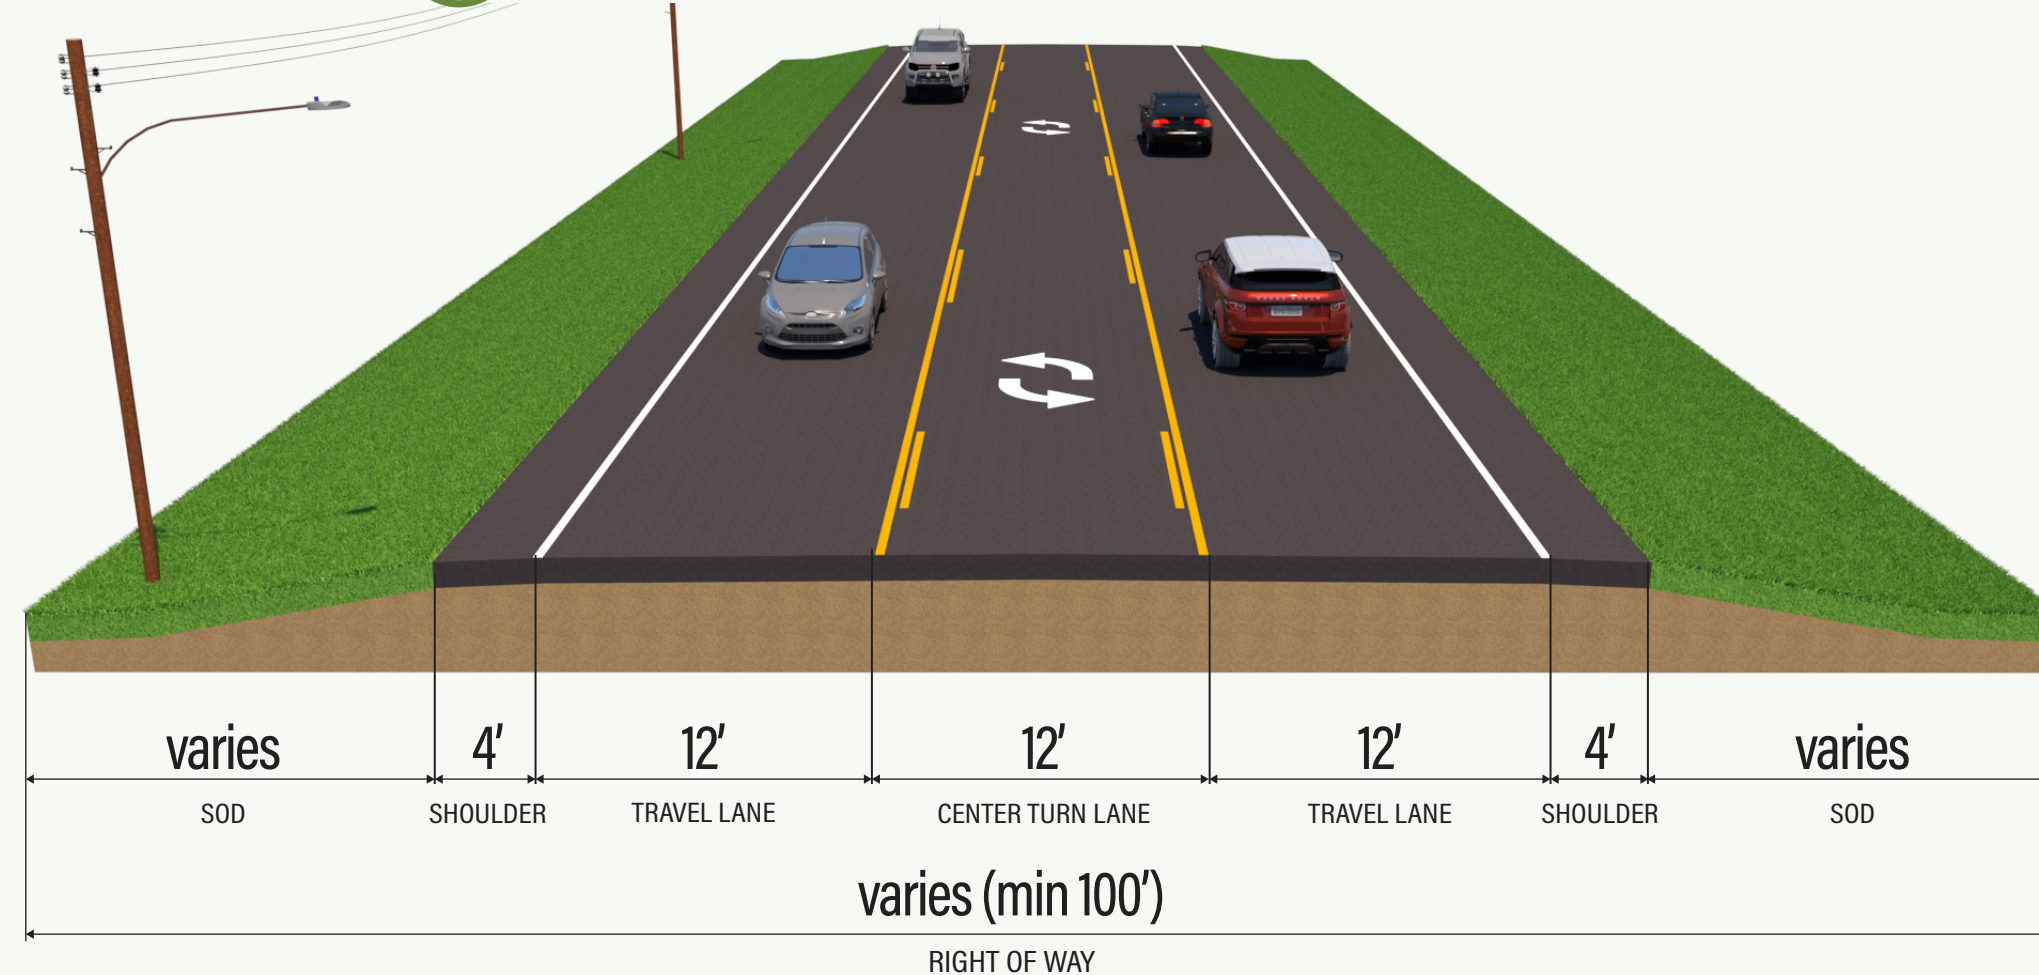 varies 4' 12' 12' 12' 4' varies
SOD SHOULDER TRAVEL LANE CENTER TURN LANE TRAVEL LANE SHOULDER SOD
varies (min 100')
RIGHT OF WAY